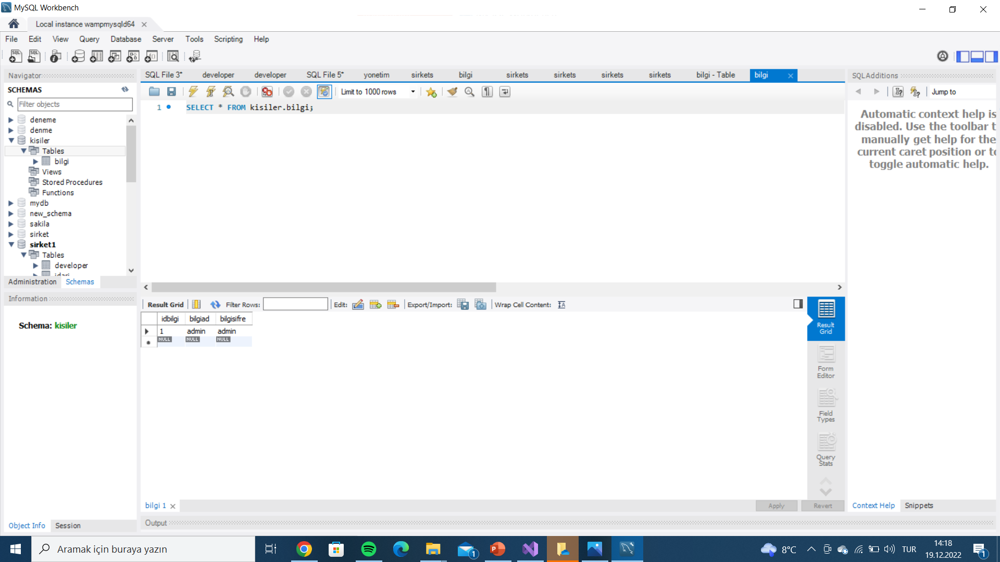 MySQL Workbench
Local instance wampmysqld64
File Edit View Query Database Server Tools Scripting Help
Navigator
SCHEMAS
Filter objects
deneme
denme
kisiler
Tables
bilgi
Views
Stored Procedures
Functions
mydb
new_schema
sakila
sirket
sirket1
Tables
developer
idari
Administration Schemas
Information
Schema: kisiler
Object Info Session
SQL File 3* developer developer SQL File 5* yonetim sirkets bilgi sirkets sirkets sirkets sirkets bilgi - Table bilgi
Limit to 1000 rows
1 SELECT * FROM kisiler.bilgi;
Result Grid Filter Rows: Edit: Export/Import: Wrap Cell Content:
idbilgi bilgiad bilgisifre
1 admin admin
NULL NULL NULL
Result
Grid
Form
Editor
Field
Types
Query
Stats
bilgi 1
Apply Revert
Output
SQLAdditions
Jump to
Automatic context help is
disabled. Use the toolbar t
manually get help for the
current caret position or to
toggle automatic help.
Context Help Snippets
Aramak için buraya yazın
1
8°C
TUR
14:18
19.12.2022
1